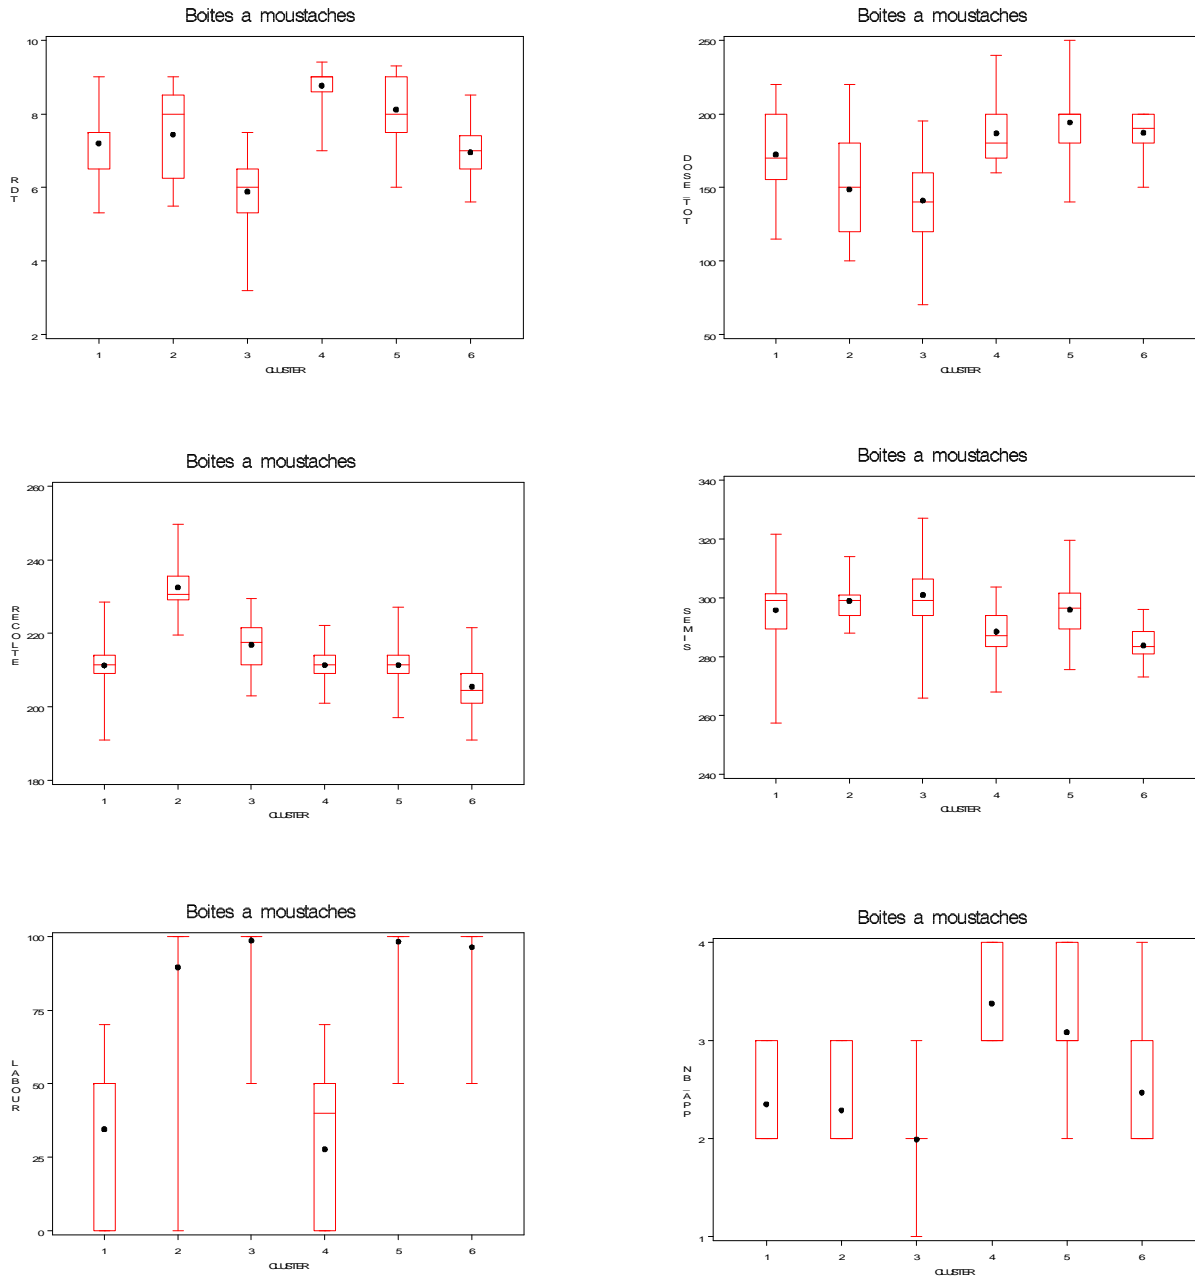 Boites a moustaches
10
8
6
4
2
RDT
1 2 3 4 5 6
CLUSTER
Boites a moustaches
250
200
150
100
50
DOSE_TOT
1 2 3 4 5 6
CLUSTER
Boites a moustaches
260
240
220
200
180
RECOLTE
1 2 3 4 5 6
CLUSTER
Boites a moustaches
340
320
300
280
260
240
SEMIS
1 2 3 4 5 6
CLUSTER
Boites a moustaches
100
75
50
25
0
LABOUR
1 2 3 4 5 6
CLUSTER
Boites a moustaches
4
3
2
1
NB_APP
1 2 3 4 5 6
CLUSTER